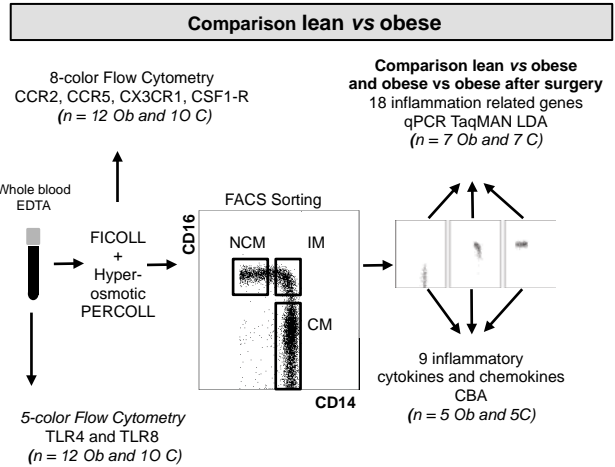 Comparison lean vs obese
8-color Flow Cytometry
CCR2, CCR5, CX3CR1, CSF1-R
(n = 12 Ob and 10 C)
Comparison lean vs obese
and obese vs obese after surgery
18 inflammation related genes
qPCR TaqMAN LDA
(n = 7 Ob and 7 C)
Whole blood
EDTA
FICOLL
+
Hyper-
osmotic
PERCOLL
FACS Sorting
CD16
NCM
IM
CM
CD14
9 inflammatory
cytokines and chemokines
CBA
(n = 5 Ob and 5C)
5-color Flow Cytometry
TLR4 and TLR8
(n = 12 Ob and 10 C)